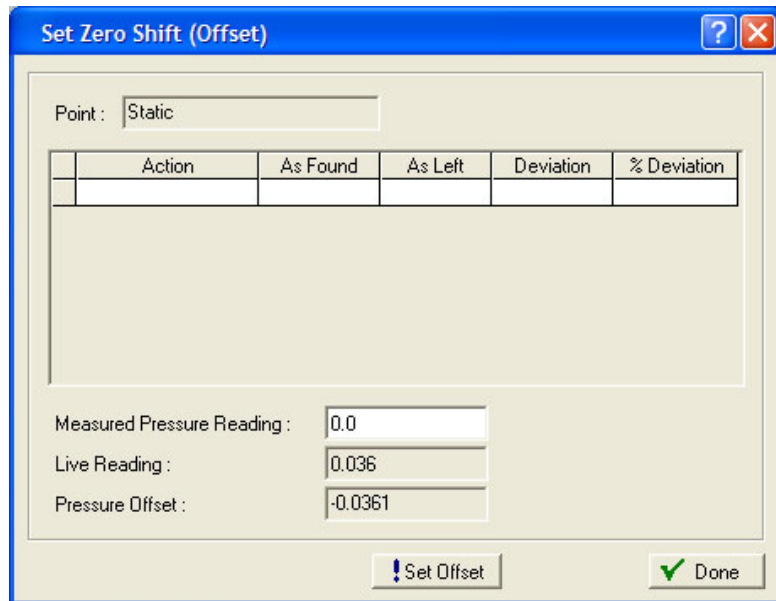 Set Zero Shift (Offset)
Point : Static
Action As Found As Left Deviation % Deviation
Measured Pressure Reading : 0.0
Live Reading : 0.036
Pressure Offset : -0.0361
! Set Offset Done